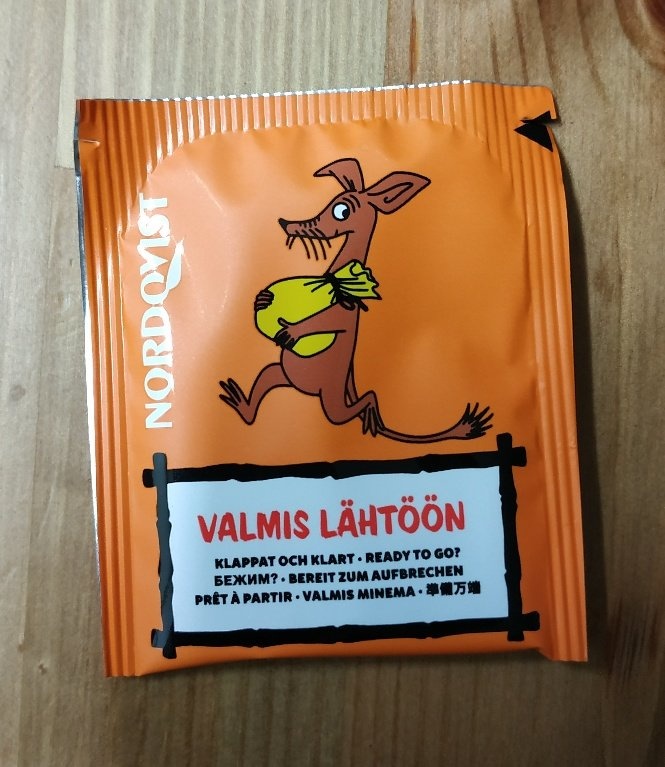 NORDQVIST
VALMIS LÄHTÖÖN
KLAPPAT OCH KLART · READY TO GO?
БЕЖИМ? · BEREIT ZUM AUFBRECHEN
PRÊT À PARTIR · VALMIS MINEMA · 準備万端